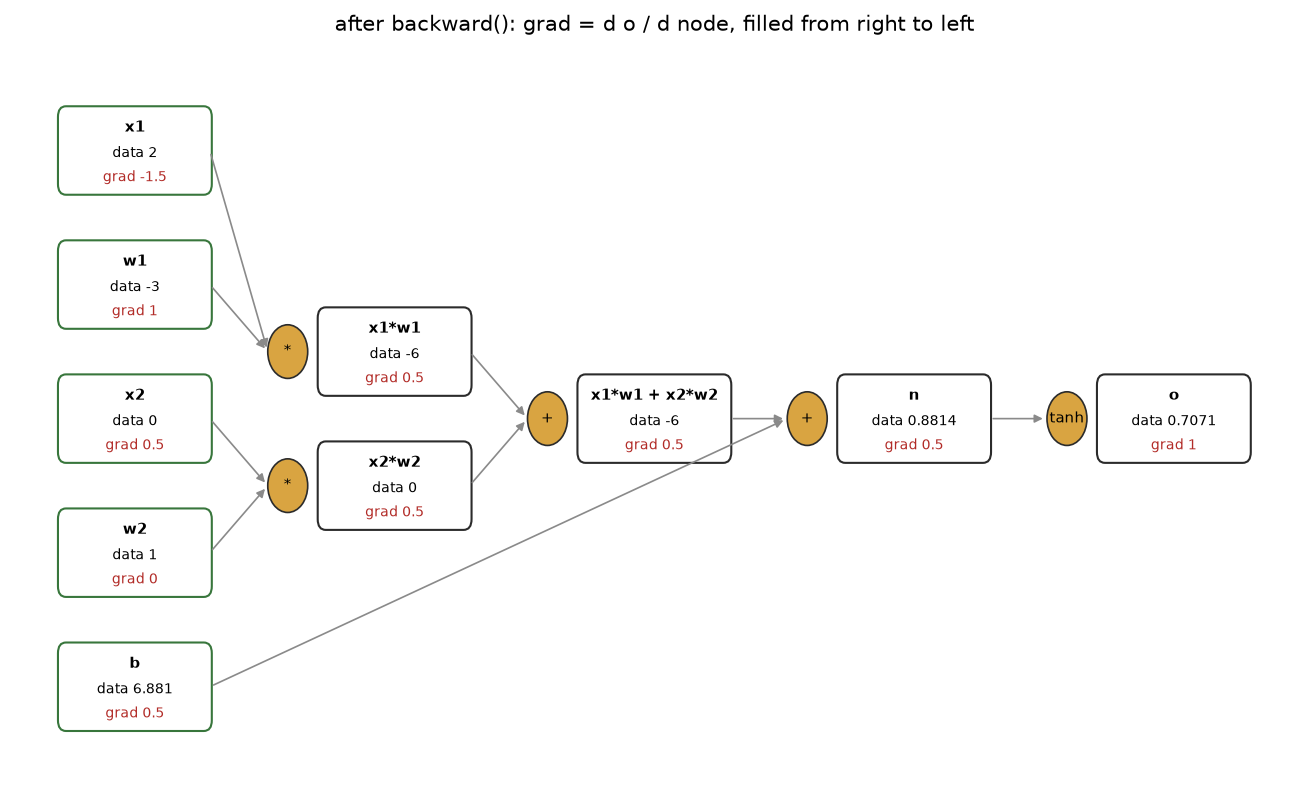 after backward(): grad = d o / d node, filled from right to left
x1
data 2
grad -1.5
w1
data -3
grad 1
x2
data 0
grad 0.5
w2
data 1
grad 0
b
data 6.881
grad 0.5
*
*
x1*w1
data -6
grad 0.5
x2*w2
data 0
grad 0.5
+
x1*w1 + x2*w2
data -6
grad 0.5
+
n
data 0.8814
grad 0.5
tanh
o
data 0.7071
grad 1